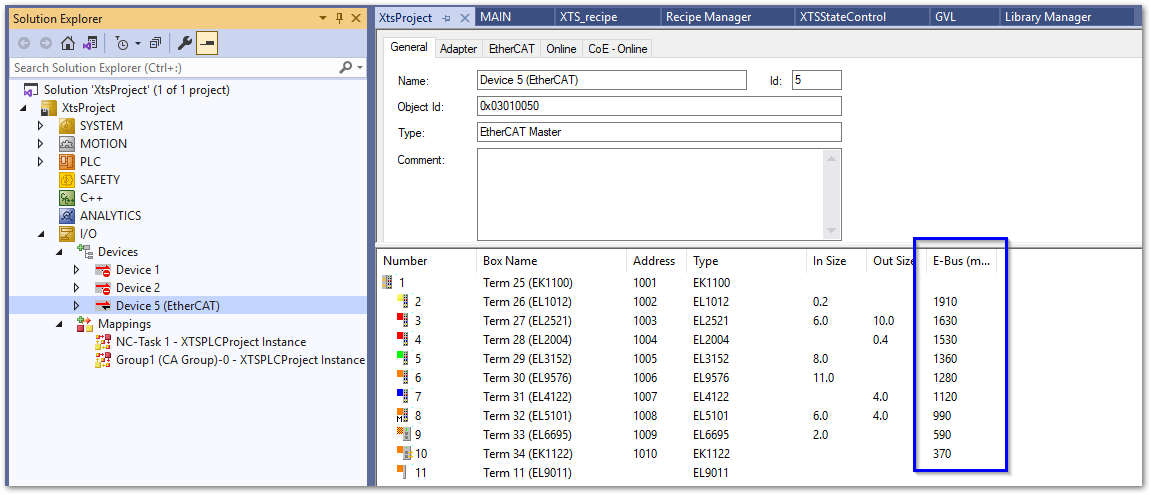 Solution Explorer
Search Solution Explorer (Ctrl+;)
Solution 'XtsProject' (1 of 1 project)
XtsProject
SYSTEM
MOTION
PLC
SAFETY
C++
ANALYTICS
I/O
Devices
Device 1
Device 2
Device 5 (EtherCAT)
Mappings
NC-Task 1 - XTSPLCProject Instance
Group1 (CA Group)-0 - XTSPLCProject Instance
XtsProject MAIN XTS_recipe Recipe Manager XTSStateControl GVL Library Manager
General Adapter EtherCAT Online CoE - Online
Name: Device 5 (EtherCAT) Id: 5
Object Id: 0x03010050
Type: EtherCAT Master
Comment:
Number Box Name Address Type In Size Out Size E-Bus (m...
1 Term 25 (EK1100) 1001 EK1100
2 Term 26 (EL1012) 1002 EL1012 0.2 1910
3 Term 27 (EL2521) 1003 EL2521 6.0 10.0 1630
4 Term 28 (EL2004) 1004 EL2004 0.4 1530
5 Term 29 (EL3152) 1005 EL3152 8.0 1360
6 Term 30 (EL9576) 1006 EL9576 11.0 1280
7 Term 31 (EL4122) 1007 EL4122 4.0 1120
8 Term 32 (EL5101) 1008 EL5101 6.0 4.0 990
9 Term 33 (EL6695) 1009 EL6695 2.0 590
10 Term 34 (EK1122) 1010 EK1122 370
11 Term 11 (EL9011) EL9011